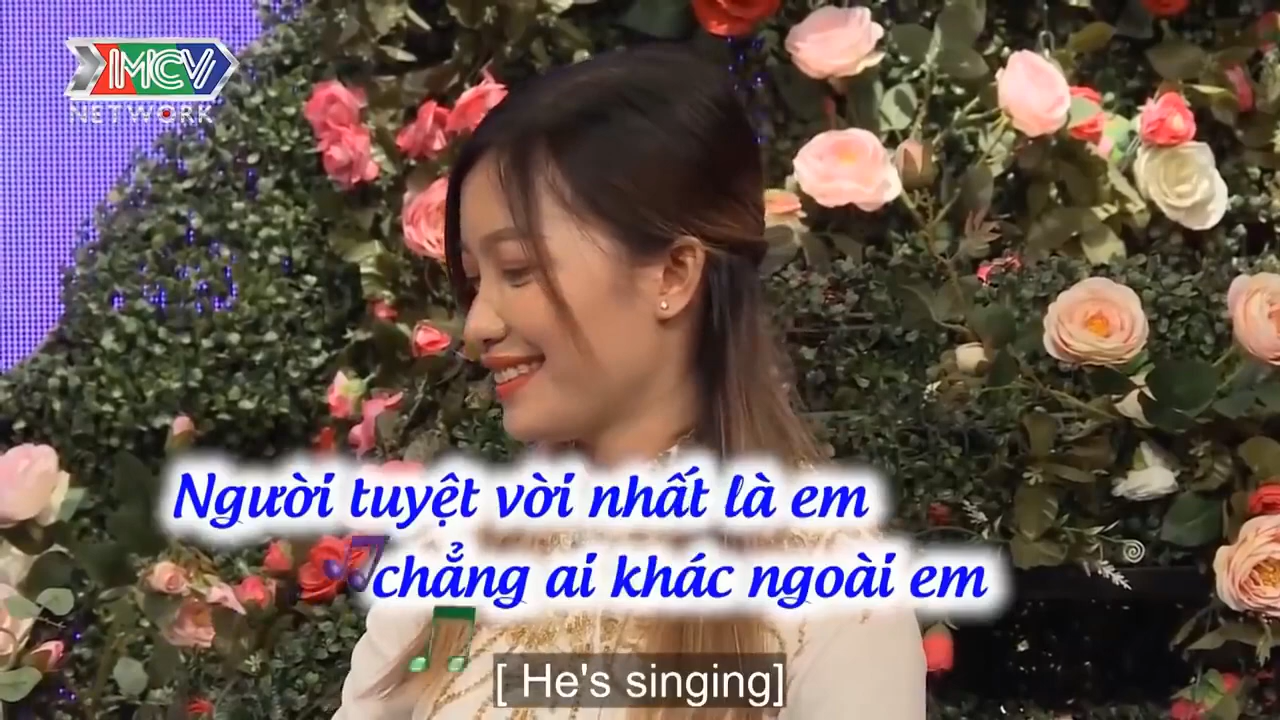 MCV
NETWORK
Người tuyệt vời nhất là em
chẳng ai khác ngoài em
[ He's singing]